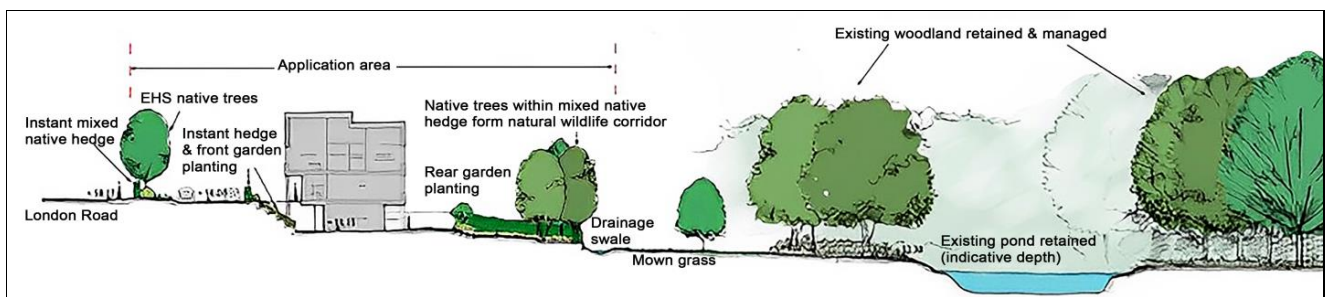 Existing woodland retained & managed
Application area
EHS native trees
Instant mixed
native hedge
Instant hedge
& front garden
planting
Native trees within mixed native
hedge form natural wildlife corridor
Rear garden
planting
London Road
Drainage
swale
Mown grass
Existing pond retained
(indicative depth)